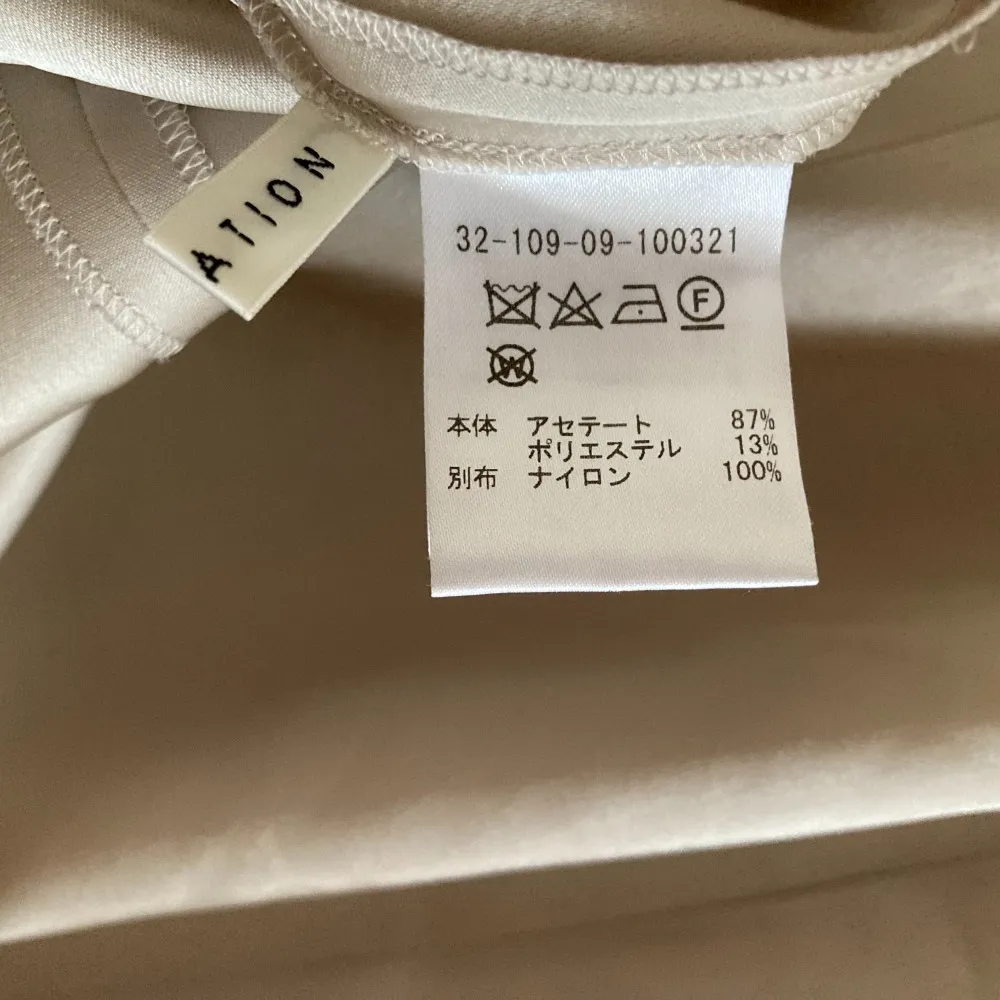 ATION
32-109-09-100321
F
W
本体 アセテート 87%
ポリエステル 13%
別布 ナイロン 100%